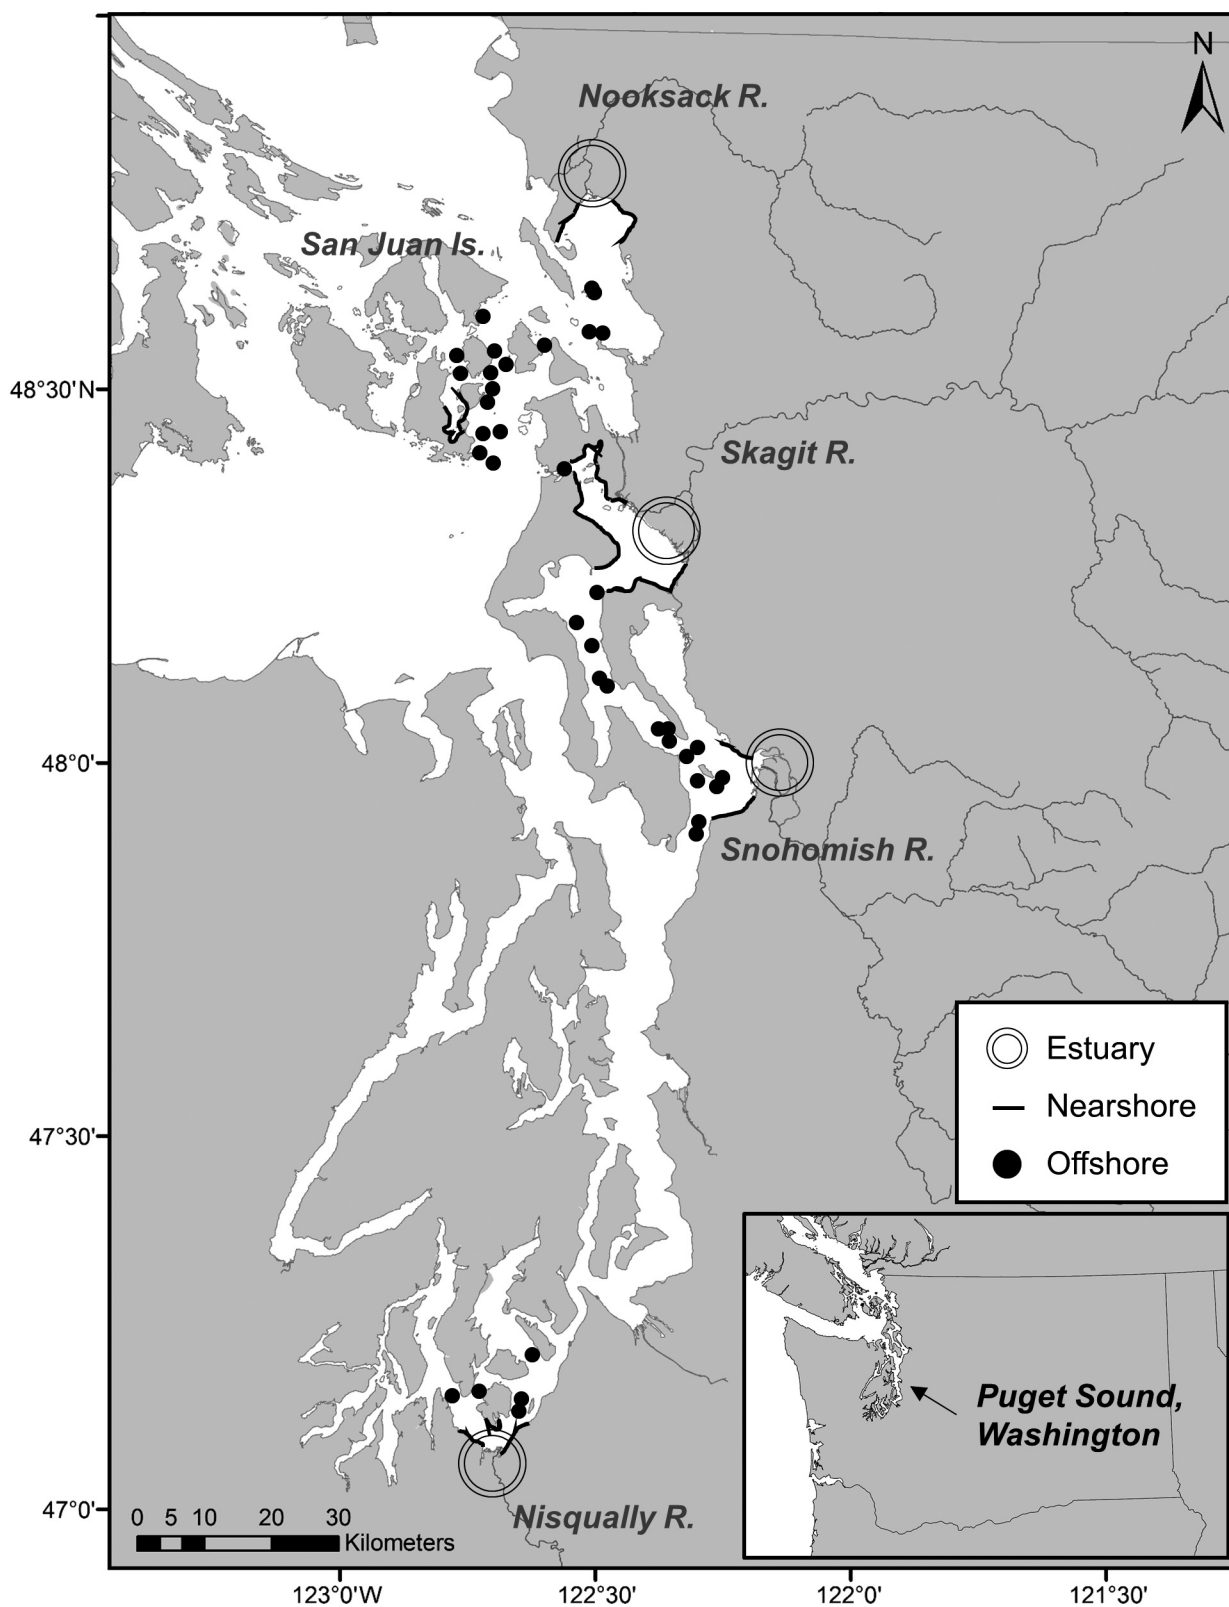 N
Nooksack R.
San Juan Is.
48°30'N
Skagit R.
48°0'
Snohomish R.
Estuary
Nearshore
47°30'
Offshore
Puget Sound,
Washington
47°0'
0 5 10 20 30
Kilometers
Nisqually R.
123°0'W 122°30' 122°0' 121°30'